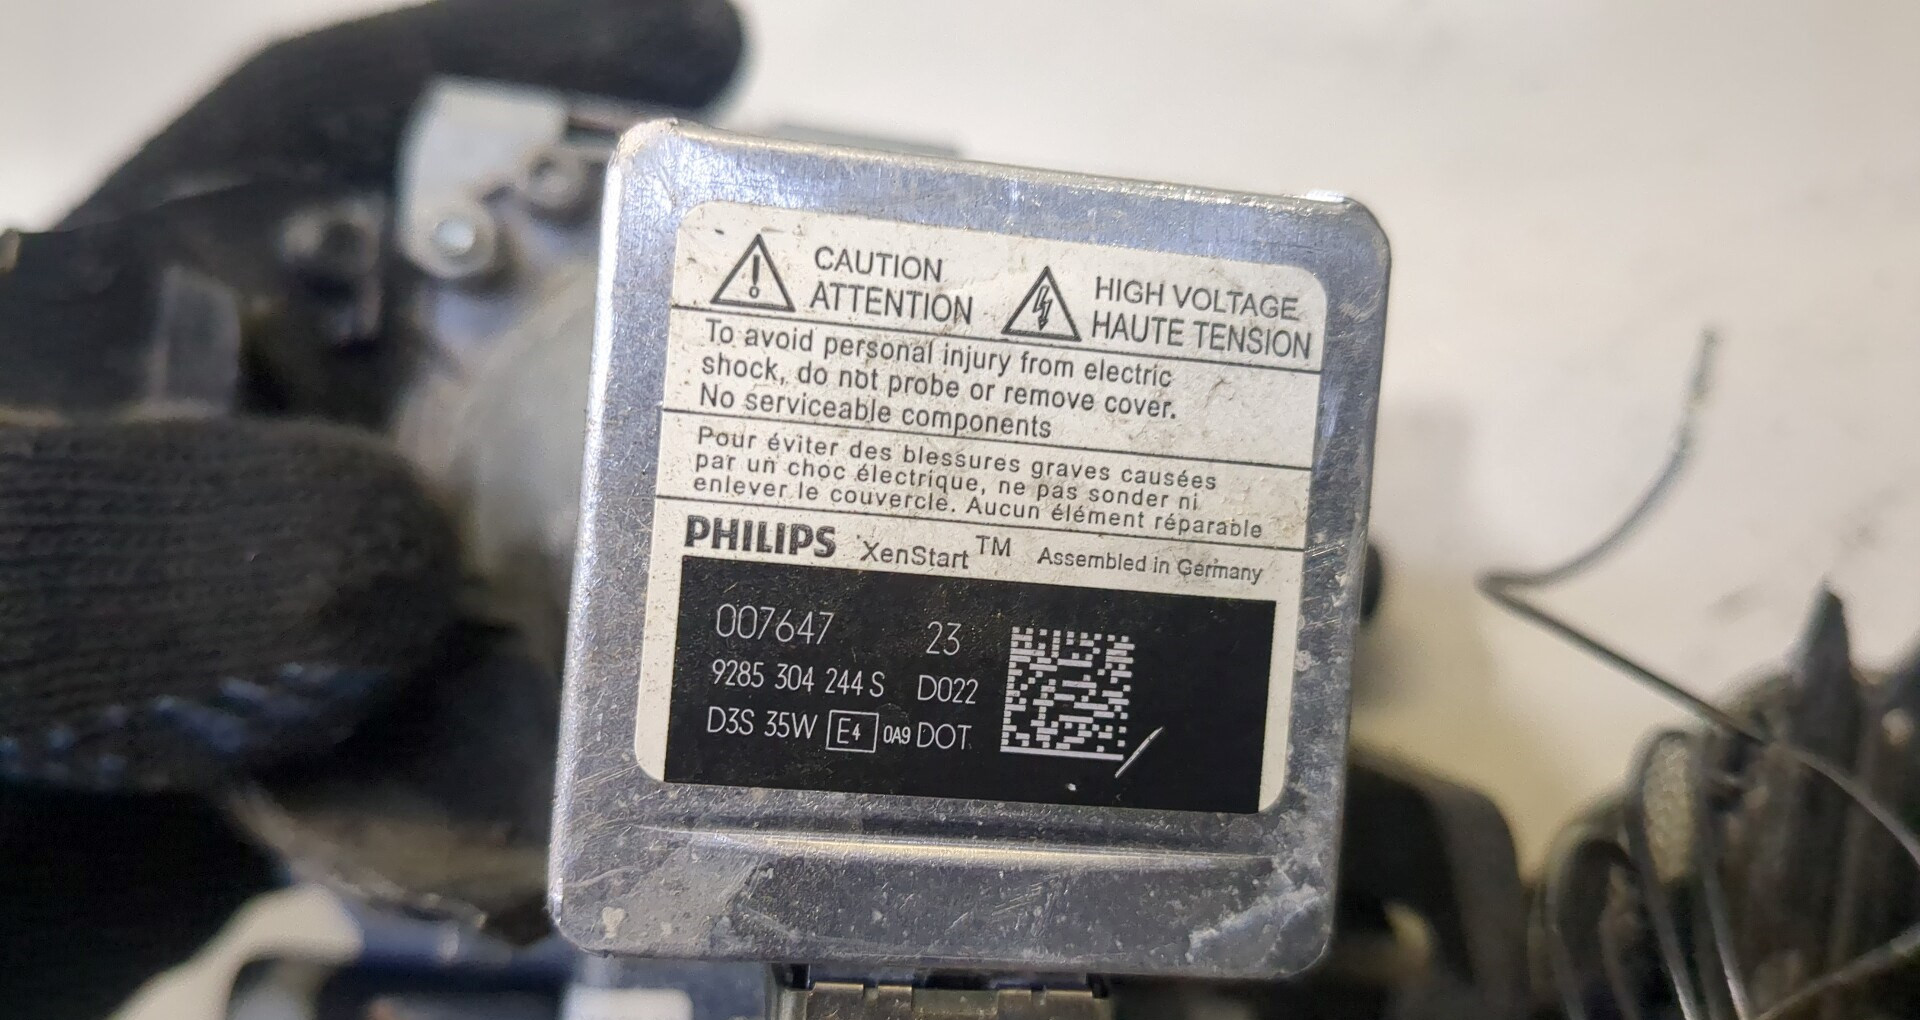 CAUTION
ATTENTION
HIGH VOLTAGE
HAUTE TENSION
To avoid personal injury from electric
shock, do not probe or remove cover.
No serviceable components
Pour éviter des blessures graves causées
par un choc électrique, ne pas sonder ni
enlever le couvercle. Aucun élément réparable
PHILIPS XenStart™ Assembled in Germany
007647 23
9285 304 244 S D022
D3S 35W E4 0A9 DOT